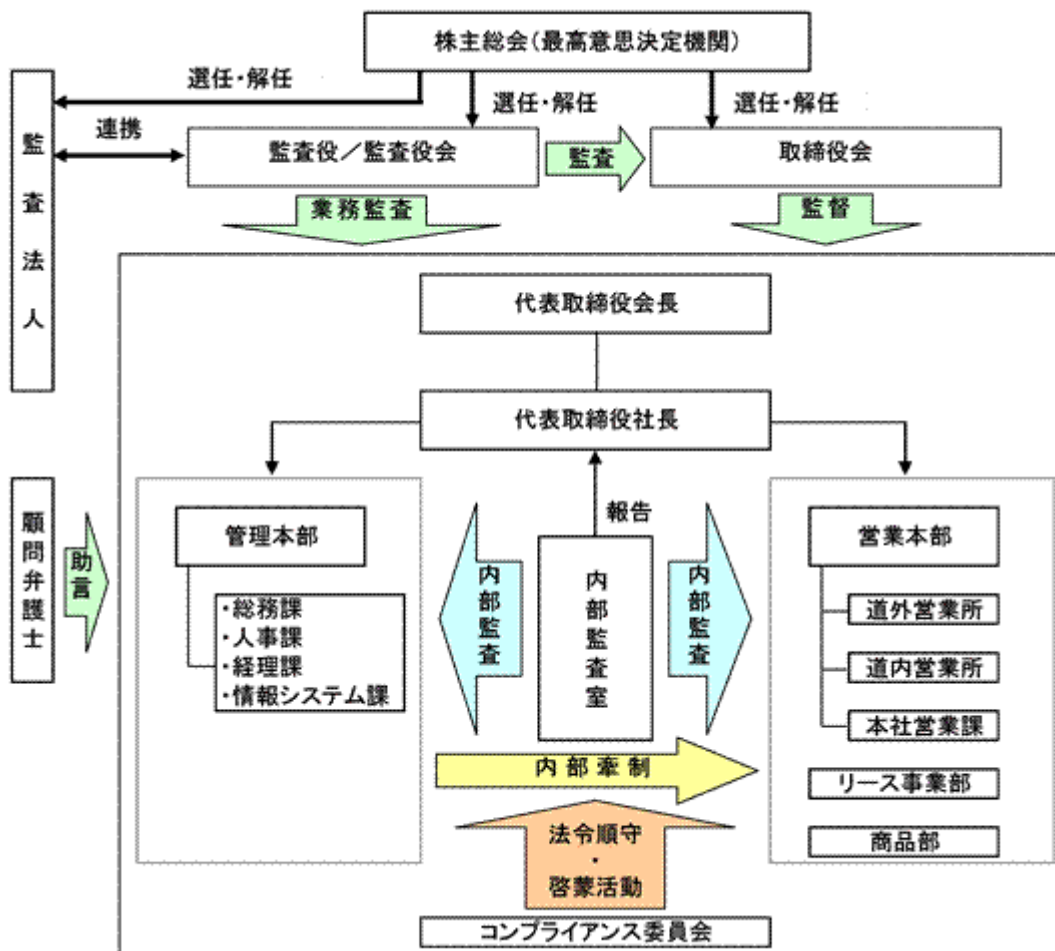 株主総会(最高意思決定機関)
選任・解任
選任・解任
選任・解任
監査法人
連携
監査役／監査役会
監査
取締役会
業務監査
監督
代表取締役会長
代表取締役社長
顧問弁護士
助言
管理本部
・総務課
・人事課
・経理課
・情報システム課
報告
内部監査
内部監査室
内部監査
営業本部
道外営業所
道内営業所
本社営業課
リース事業部
商品部
内部牽制
法令順守
・
啓蒙活動
コンプライアンス委員会